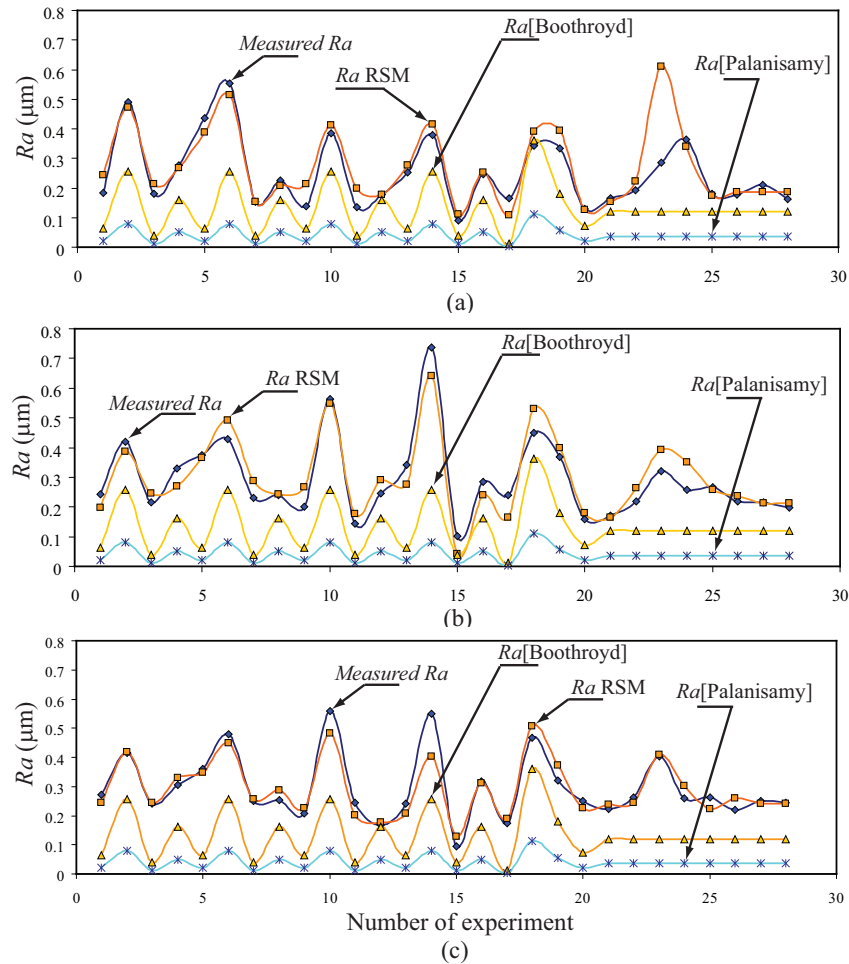 Ra[Boothroyd]
Measured Ra
Ra[Palanisamy]
Ra RSM
Ra (µm)
0.8
0.7
0.6
0.5
0.4
0.3
0.2
0.1
0
0 5 10 15 20 25 30
(a)
Ra[Boothroyd]
Ra RSM
Ra[Palanisamy]
Measured Ra
Ra (µm)
0.8
0.7
0.6
0.5
0.4
0.3
0.2
0.1
0
0 5 10 15 20 25 30
(b)
Ra[Boothroyd]
Measured Ra
Ra RSM
Ra[Palanisamy]
Ra (µm)
0.8
0.7
0.6
0.5
0.4
0.3
0.2
0.1
0
0 5 10 15 20 25 30
Number of experiment
(c)